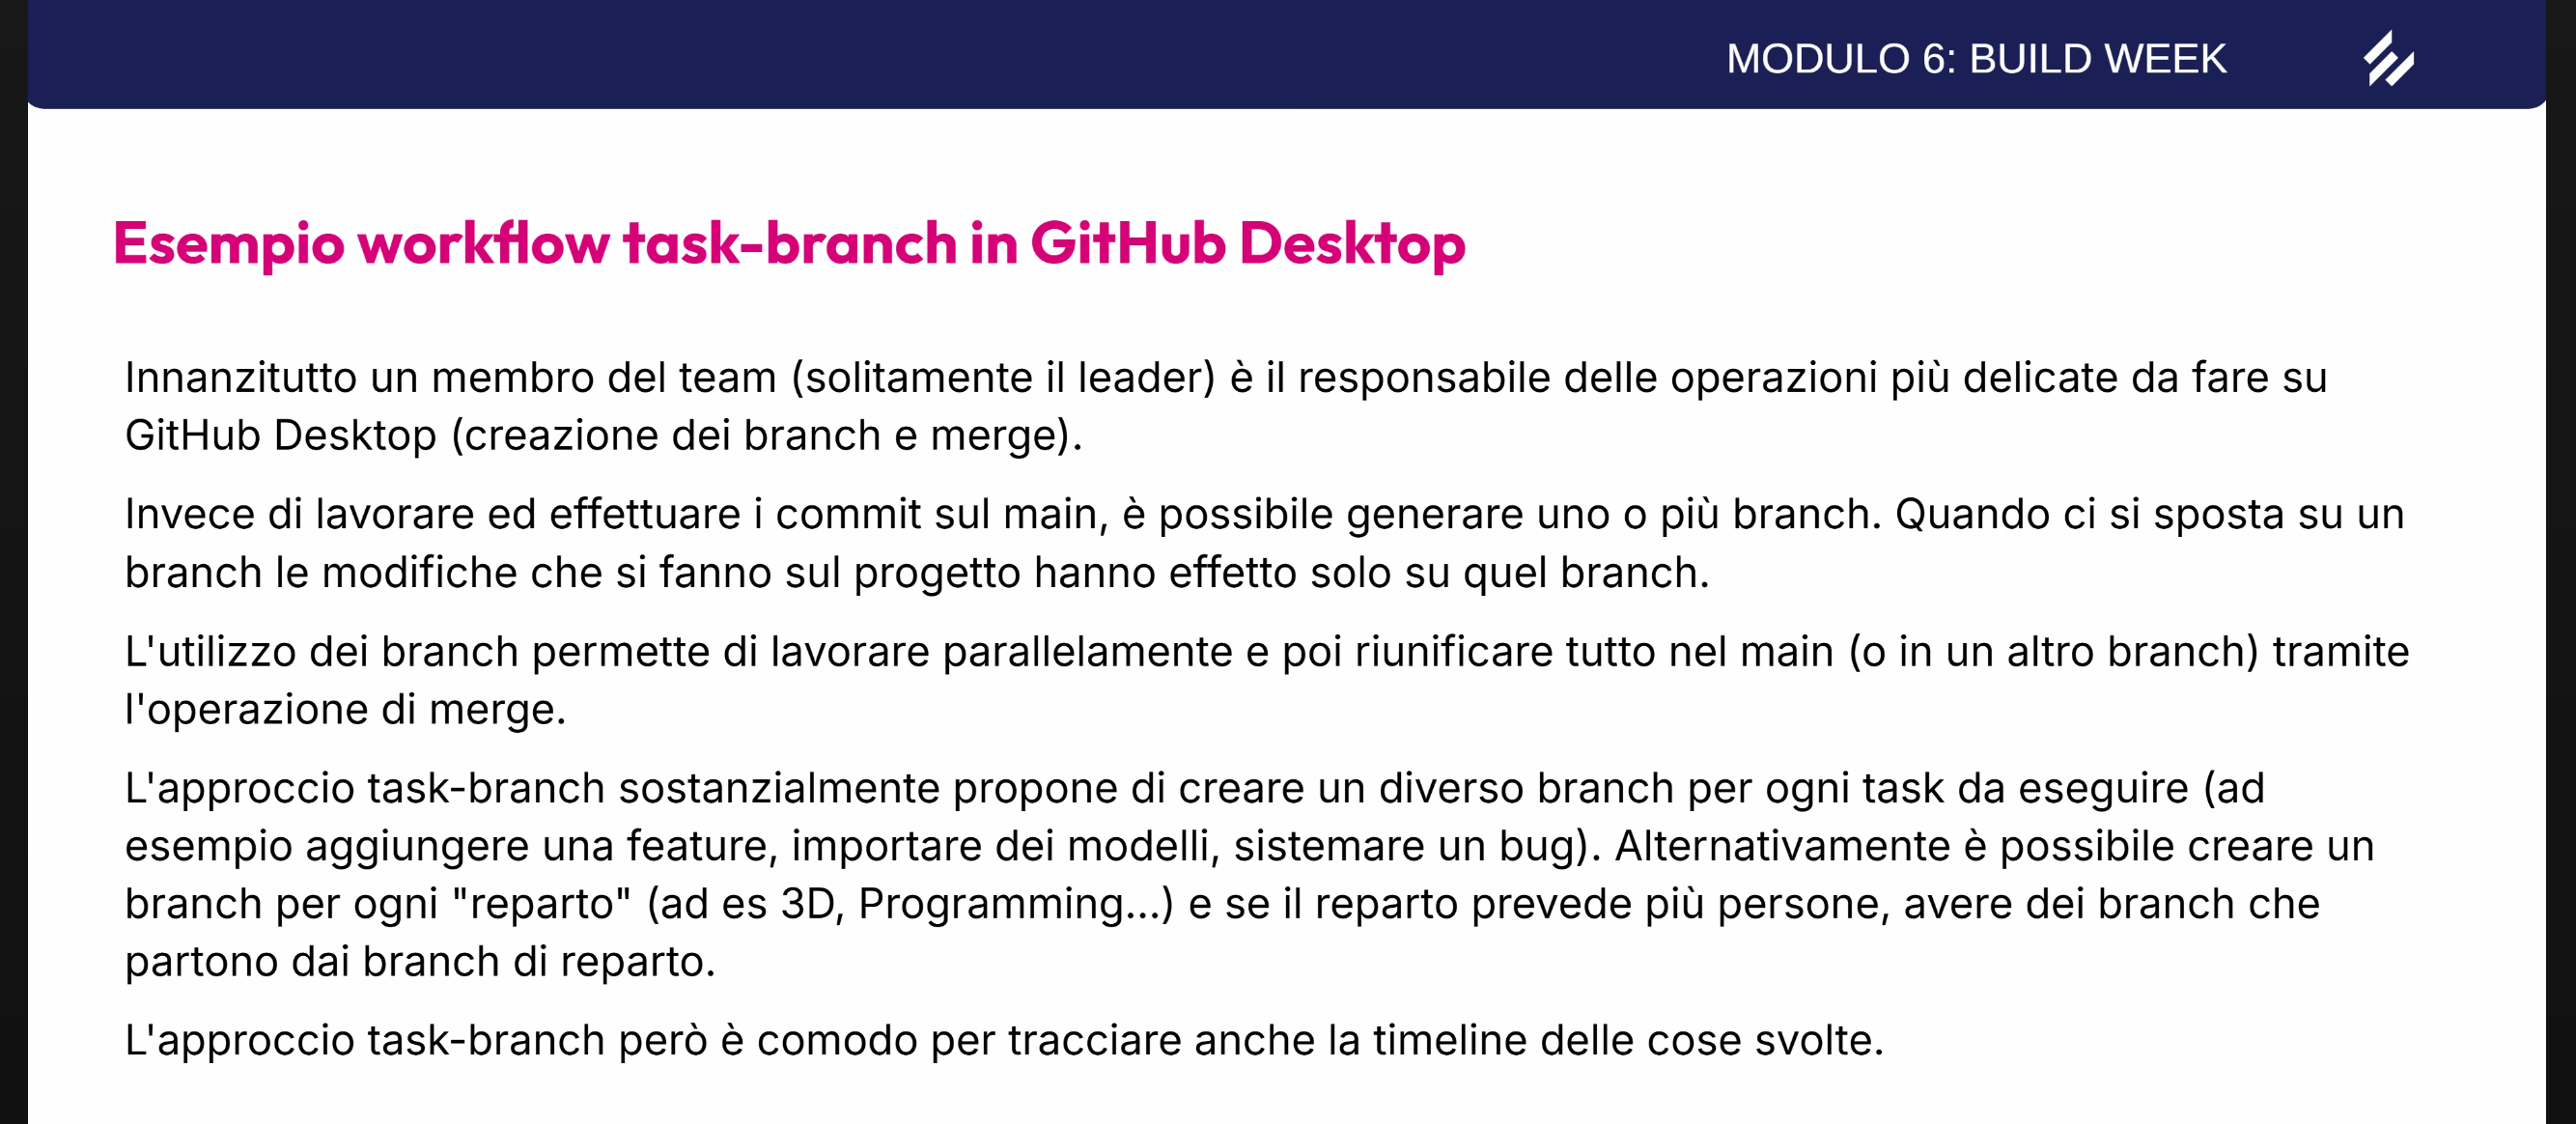 MODULO 6: BUILD WEEK
Esempio workflow task-branch in GitHub Desktop
Innanzitutto un membro del team (solitamente il leader) è il responsabile delle operazioni più delicate da fare su
GitHub Desktop (creazione dei branch e merge).
Invece di lavorare ed effettuare i commit sul main, è possibile generare uno o più branch. Quando ci si sposta su un
branch le modifiche che si fanno sul progetto hanno effetto solo su quel branch.
L'utilizzo dei branch permette di lavorare parallelamente e poi riunificare tutto nel main (o in un altro branch) tramite
l'operazione di merge.
L'approccio task-branch sostanzialmente propone di creare un diverso branch per ogni task da eseguire (ad
esempio aggiungere una feature, importare dei modelli, sistemare un bug). Alternativamente è possibile creare un
branch per ogni "reparto" (ad es 3D, Programming...) e se il reparto prevede più persone, avere dei branch che
partono dai branch di reparto.
L'approccio task-branch però è comodo per tracciare anche la timeline delle cose svolte.